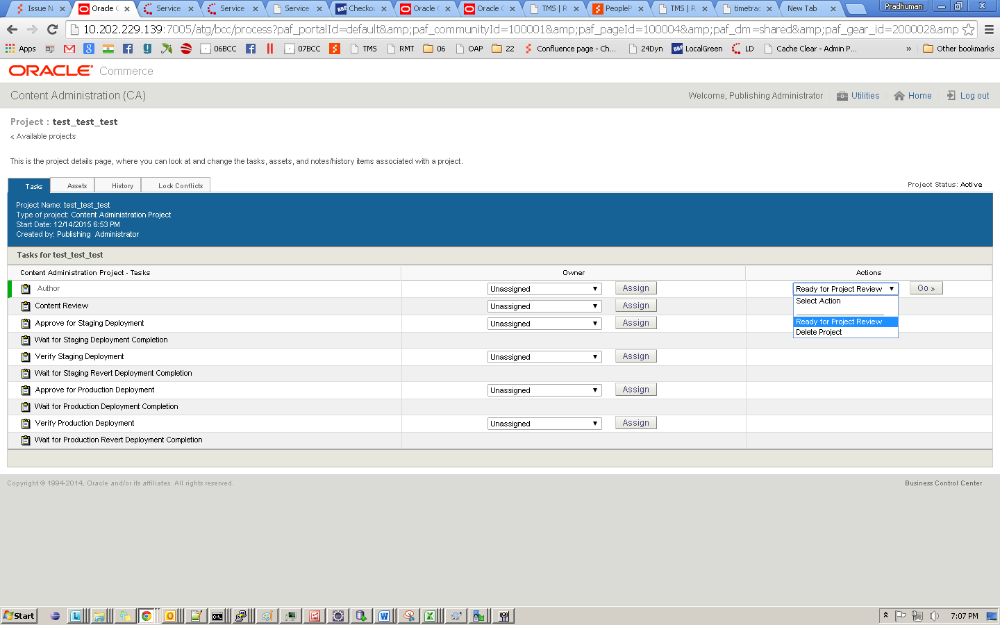 Issue N
Oracle C
Service
Service
Service
Checkou
Oracle C
Oracle C
TMS | R
PeopleP
TMS | R
timetrac
New Tab
Pradhuman
10.202.229.139:7005/atg/bcc/process?paf_portalId=default&amp;paf_communityId=100001&amp;paf_pageId=100004&amp;paf_dm=shared&amp;paf_gear_id=200002&amp
Apps 06BCC 07BCC TMS RMT 06 OAP 22 Confluence page - Ch... 24Dyn LocalGreen LD Cache Clear - Admin P... » Other bookmarks
ORACLE Commerce
Content Administration (CA)
Welcome, Publishing Administrator Utilities Home Log out
Project : test_test_test
« Available projects
This is the project details page, where you can look at and change the tasks, assets, and notes/history items associated with a project.
Tasks Assets History Lock Conflicts
Project Status: Active
Project Name: test_test_test
Type of project: Content Administration Project
Start Date: 12/14/2015 6:53 PM
Created by: Publishing Administrator
Tasks for test_test_test
Content Administration Project - Tasks Owner Actions
Author Unassigned Assign Ready for Project Review Go »
Select Action
Ready for Project Review
Delete Project
Content Review Unassigned Assign
Approve for Staging Deployment Unassigned Assign
Wait for Staging Deployment Completion
Verify Staging Deployment Unassigned Assign
Wait for Staging Revert Deployment Completion
Approve for Production Deployment Unassigned Assign
Wait for Production Deployment Completion
Verify Production Deployment Unassigned Assign
Wait for Production Revert Deployment Completion
Copyright © 1994-2014, Oracle and/or its affiliates. All rights reserved.
Business Control Center
Start
7:07 PM